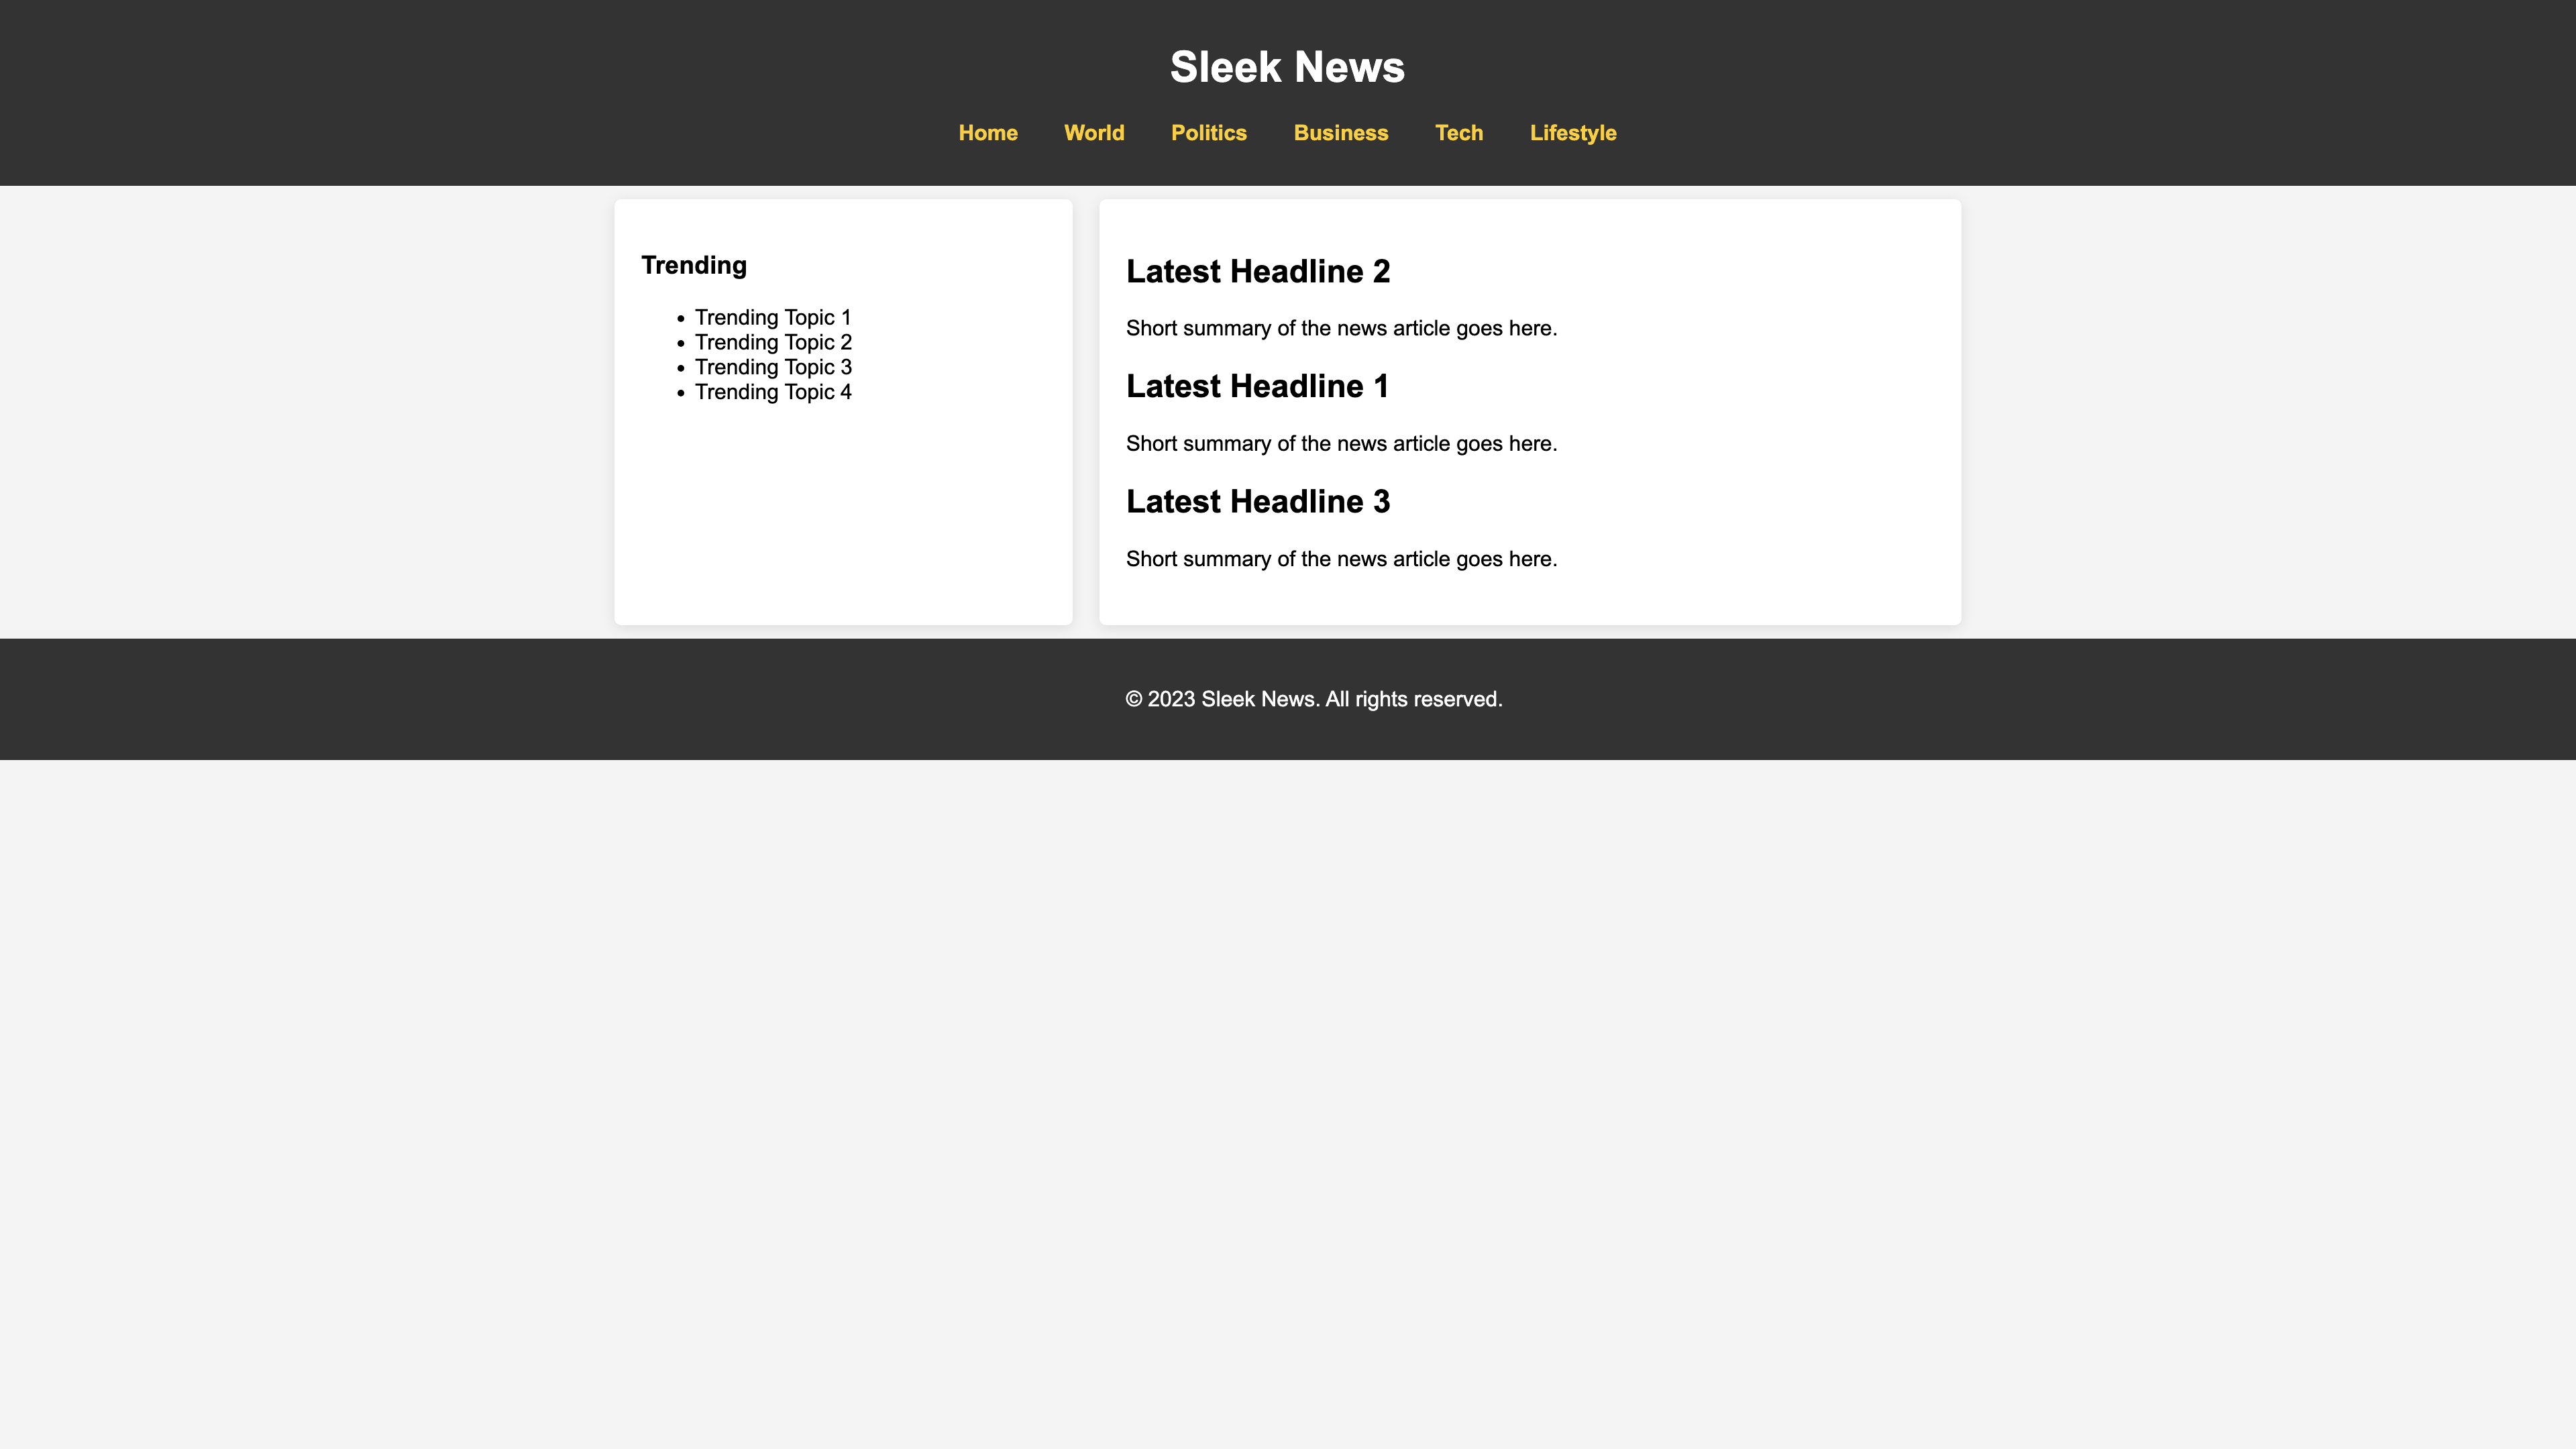 Sleek News
Home World Politics Business Tech Lifestyle
Trending
Trending Topic 1
Trending Topic 2
Trending Topic 3
Trending Topic 4
Latest Headline 2
Short summary of the news article goes here.
Latest Headline 1
Short summary of the news article goes here.
Latest Headline 3
Short summary of the news article goes here.
© 2023 Sleek News. All rights reserved.